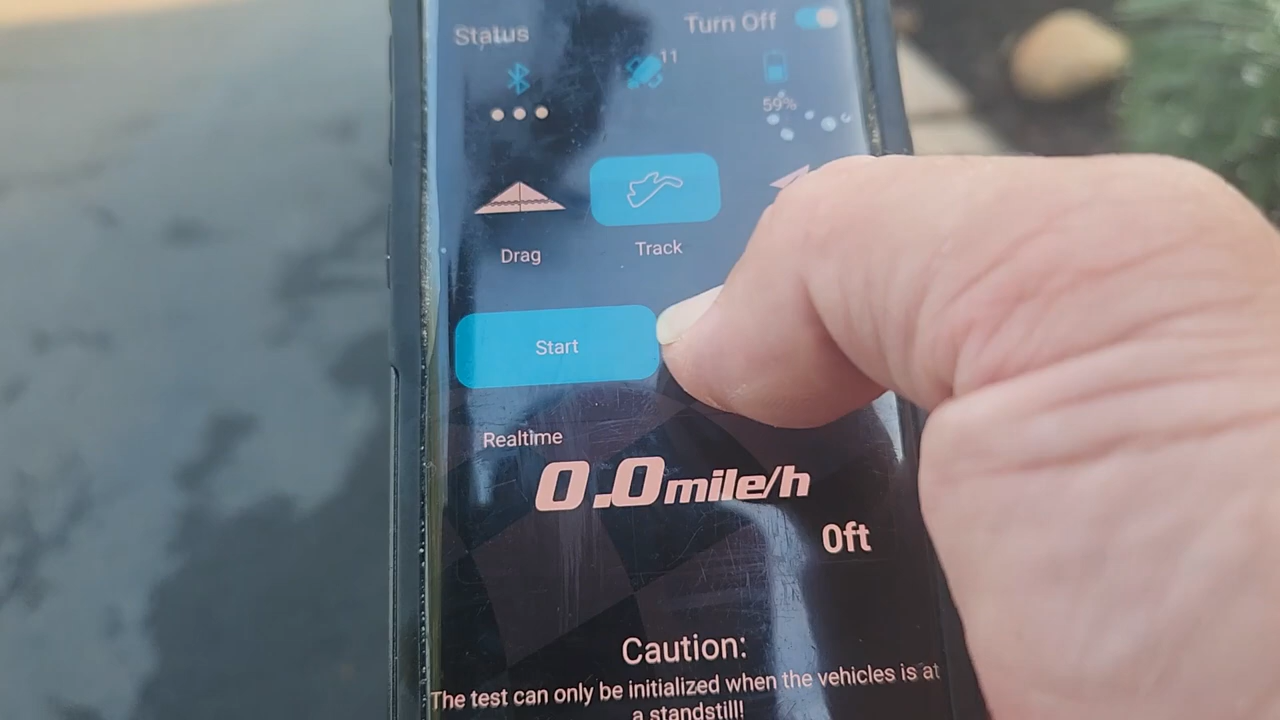 Status
Turn Off
11
59%
Drag
Track
Start
Realtime
0.0mile/h
0ft
Caution:
The test can only be initialized when the vehicles is at
a standstill!